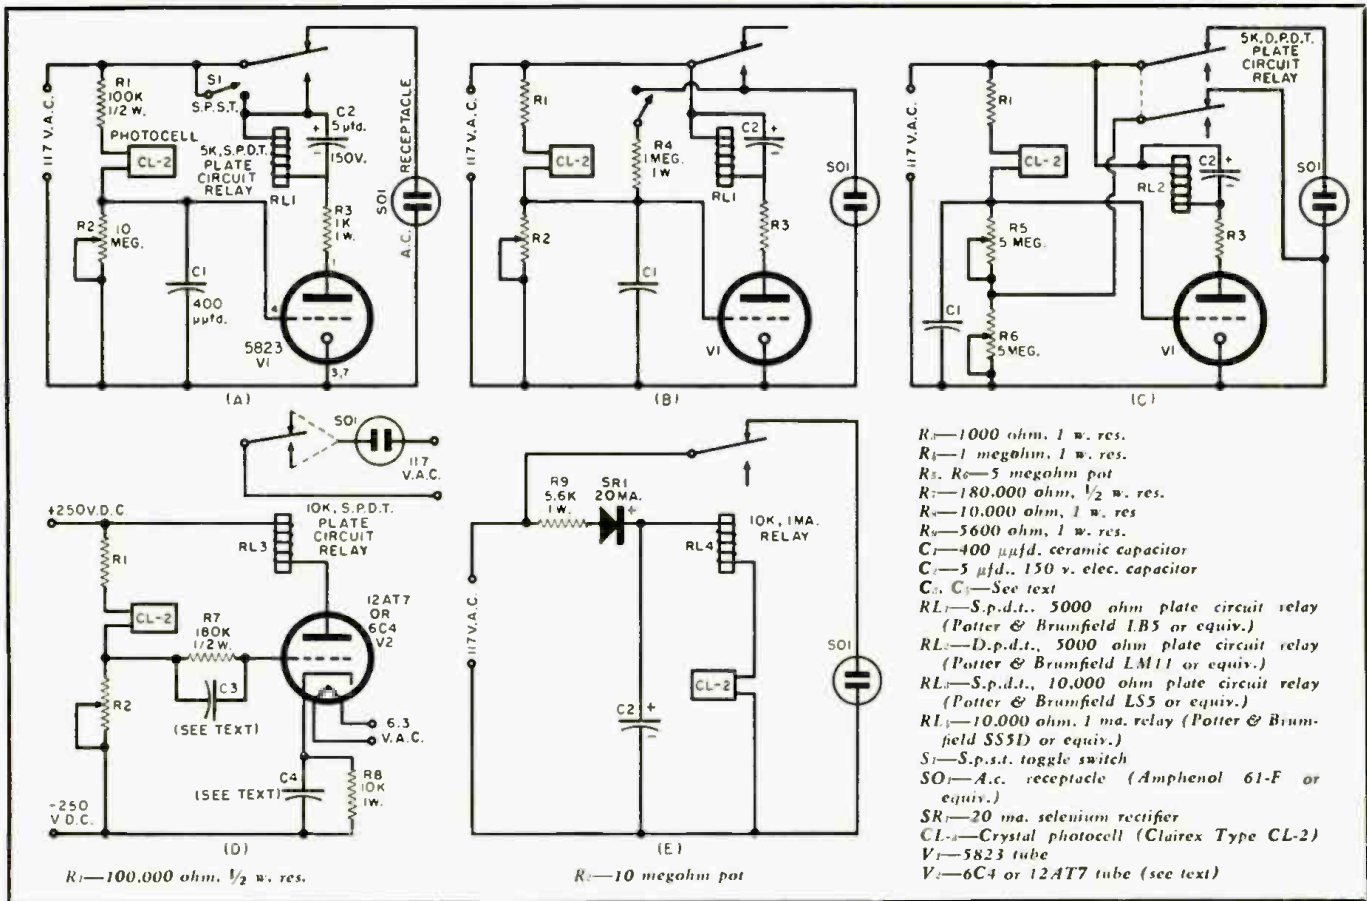 117 V.A.C.
R1
100K
1/2 W.
PHOTOCELL
CL-2
R2
10
MEG.
S1
S.P.S.T.
5K, S.P.D.T.
PLATE
CIRCUIT
RELAY
RL1
C2
5 µfd.
+
−
150V.
R3
1K
1W.
C1
400
µµfd.
1
4
5823
V1
3,7
A.C. RECEPTACLE
SO1
(A)
117 V.A.C.
R1
CL-2
R2
R4
1MEG.
1W
C1
C2
+
−
RL1
R3
V1
SO1
(B)
117 V.A.C.
R1
CL-2
R5
5 MEG.
C1
R6
5MEG.
5K, D.P.D.T.
PLATE
CIRCUIT
RELAY
C2
+
−
RL2
R3
V1
SO1
(C)
SO1
117
V.A.C.
+250V.D.C.
R1
CL-2
R2
10K, S.P.D.T.
PLATE
CIRCUIT
RELAY
RL3
R7
180K
1/2W.
C3
(SEE TEXT)
12AT7
OR
6C4
V2
6.3
V.A.C.
C4
(SEE TEXT)
R8
10K
1W.
-250
V.D.C.
(D)
R1—100,000 ohm, 1/2 w. res.
117 V.A.C.
R9
5.6K
1W.
SR1
20MA.
+
10K, 1MA.
RELAY
RL4
C2
+
−
CL-2
SO1
(E)
R2—10 megohm pot
R3—1000 ohm, 1 w. res.
R4—1 megohm, 1 w. res.
R5, R6—5 megohm pot
R7—180,000 ohm, 1/2 w. res.
R8—10,000 ohm, 1 w. res
R9—5600 ohm, 1 w. res.
C1—400 µµfd. ceramic capacitor
C2—5 µfd., 150 v. elec. capacitor
C3, C4—See text
RL1—S.p.d.t., 5000 ohm plate circuit relay
(Potter & Brumfield LB5 or equiv.)
RL2—D.p.d.t., 5000 ohm plate circuit relay
(Potter & Brumfield LM11 or equiv.)
RL3—S.p.d.t., 10,000 ohm plate circuit relay
(Potter & Brumfield LS5 or equiv.)
RL4—10,000 ohm, 1 ma. relay (Potter & Brum-
field SS5D or equiv.)
S1—S.p.s.t. toggle switch
SO1—A.c. receptacle (Amphenol 61-F or
equiv.)
SR1—20 ma. selenium rectifier
CL-2—Crystal photocell (Clairex Type CL-2)
V1—5823 tube
V2—6C4 or 12AT7 tube (see text)